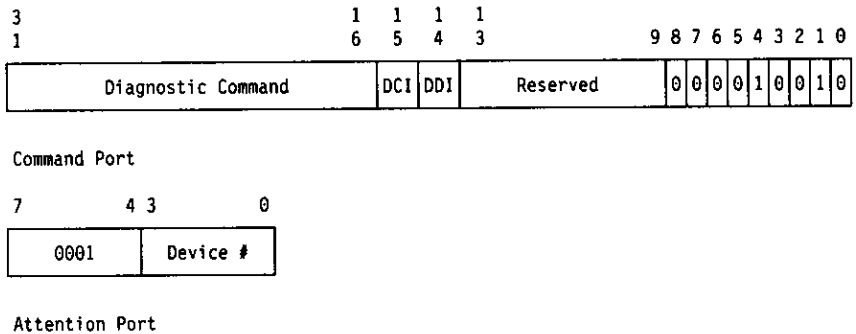 3 1 1 1 1
1 6 5 4 3 9 8 7 6 5 4 3 2 1 0
Diagnostic Command DCI DDI Reserved 0 0 0 0 1 0 0 1 0
Command Port
7 4 3 0
0001 Device #
Attention Port